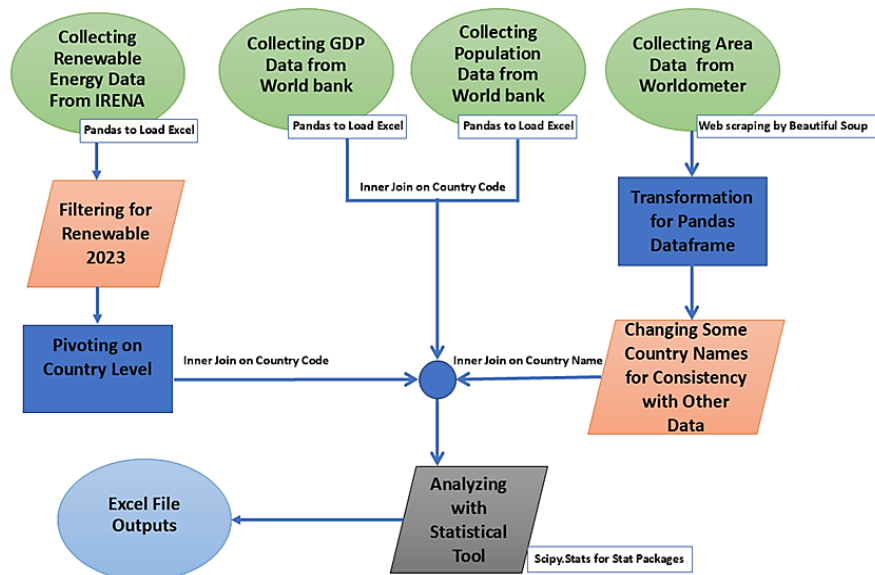 Collecting
Renewable
Energy Data
From IRENA
Pandas to Load Excel
Collecting GDP
Data from
World bank
Pandas to Load Excel
Collecting
Population
Data from
World bank
Pandas to Load Excel
Collecting Area
Data from
Worldometer
Web scraping by Beautiful Soup
Inner Join on Country Code
Filtering for
Renewable
2023
Transformation
for Pandas
Dataframe
Pivoting on
Country Level
Inner Join on Country Code
Inner Join on Country Name
Changing Some
Country Names
for Consistency
with Other
Data
Analyzing
with
Statistical
Tool
Scipy.Stats for Stat Packages
Excel File
Outputs